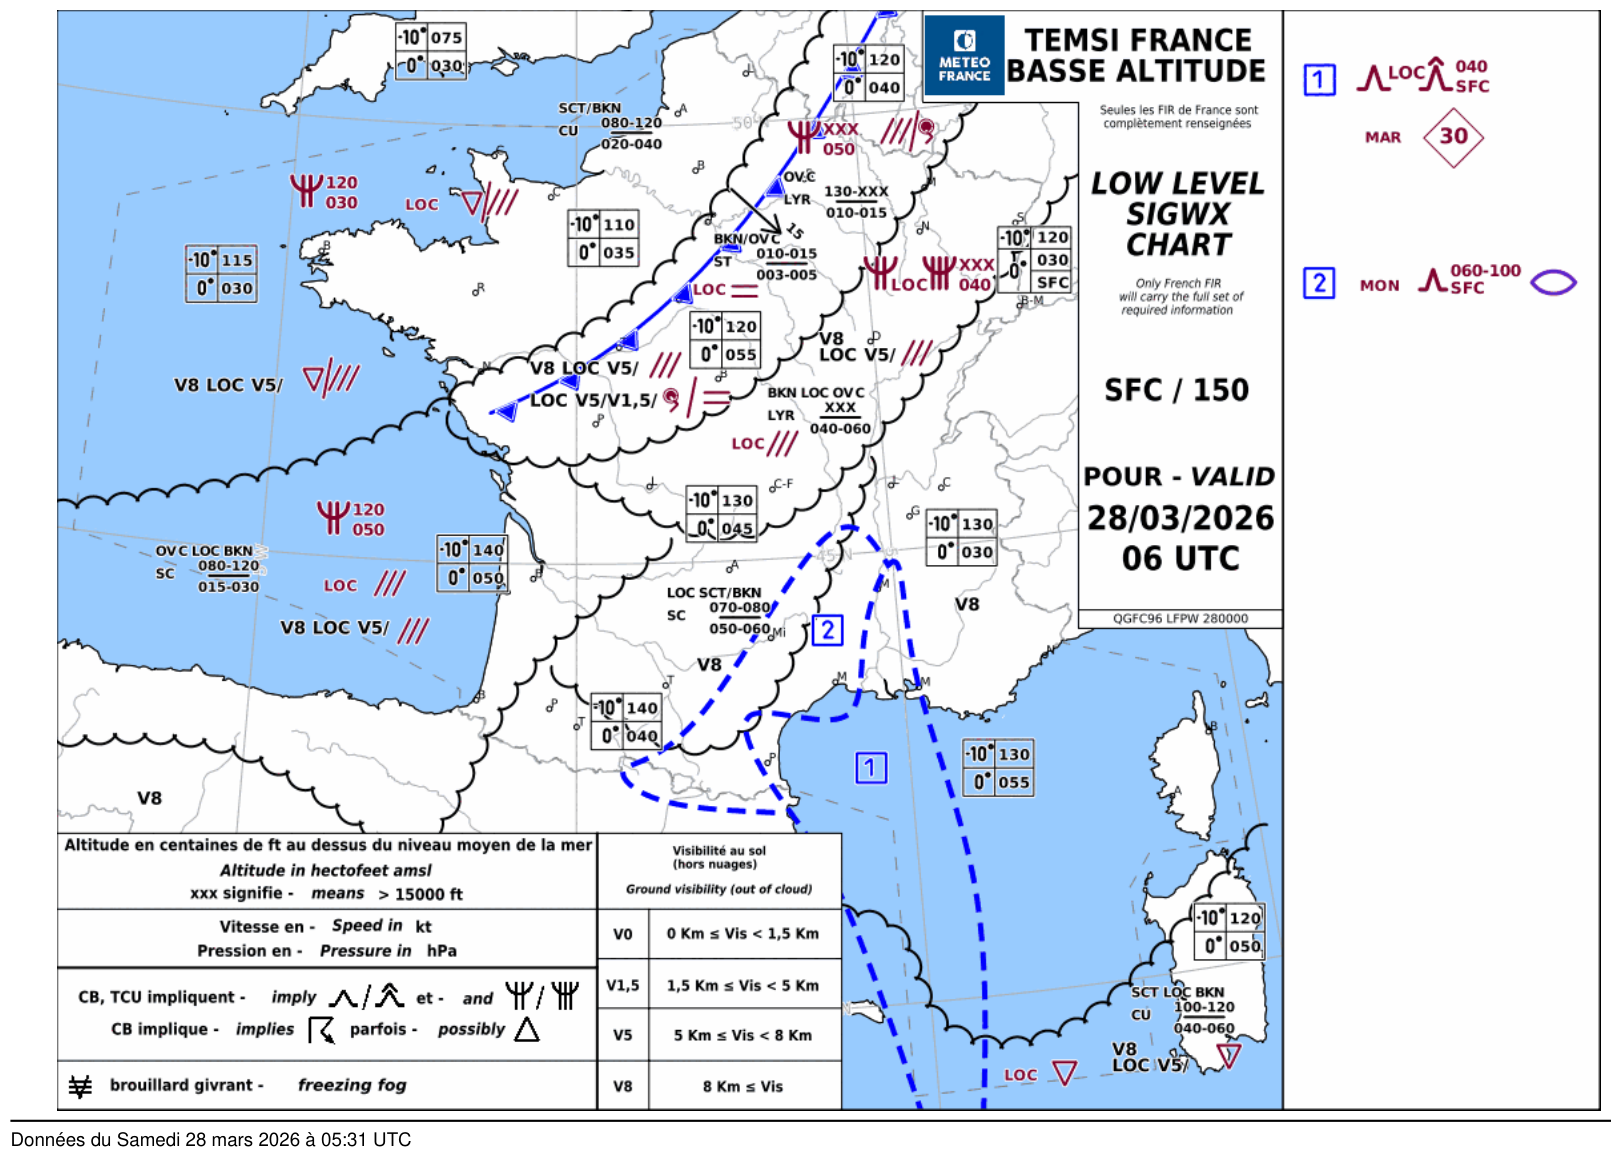 METEO
FRANCE
TEMSI FRANCE
BASSE ALTITUDE
Seules les FIR de France sont
complètement renseignées
LOW LEVEL
SIGWX
CHART
Only French FIR
will carry the full set of
required information
SFC / 150
POUR - VALID
28/03/2026
06 UTC
QGFC96 LFPW 280000
1
LOC
040
SFC
MAR
30
2
MON
060-100
SFC
-10° 075
0° 030
SCT/BKN
CU
080-120
020-040
50°N
-10° 120
0° 040
XXX
050
120
030
LOC
OVC
LYR
130-XXX
010-015
15
-10° 110
0° 035
BKN/OVC
ST
010-015
003-005
-10° 115
0° 030
LOC
LOC
XXX
040
-10° 120
0° 030
SFC
-10° 120
0° 055
V8
LOC V5/
V8 LOC V5/
V8 LOC V5/
LOC V5/V1,5/
BKN LOC OVC
LYR
XXX
040-060
LOC
120
050
-10° 130
0° 045
-10° 130
0° 030
OVC LOC BKN
SC
080-120
015-030
LOC
-10° 140
0° 050
45°N
LOC SCT/BKN
SC
070-080
050-060
V8
V8 LOC V5/
2
V8
-10° 140
0° 040
1
-10° 130
0° 055
V8
-10° 120
0° 050
SCT LOC BKN
CU
100-120
040-060
V8
LOC V5/
LOC
A
B
C
C
B
R
N
P
B
L
C-F
A
B
B
P
T
T
Mi
M
M
M
P
N
B
A
M
N
S
B-M
D
L
C
G
Altitude en centaines de ft au dessus du niveau moyen de la mer
Altitude in hectofeet amsl
xxx signifie - means > 15000 ft
Vitesse en - Speed in kt
Pression en - Pressure in hPa
CB, TCU impliquent - imply / et - and /
CB implique - implies parfois - possibly
brouillard givrant - freezing fog
Visibilité au sol
(hors nuages)
Ground visibility (out of cloud)
V0 0 Km ≤ Vis < 1,5 Km
V1,5 1,5 Km ≤ Vis < 5 Km
V5 5 Km ≤ Vis < 8 Km
V8 8 Km ≤ Vis
Données du Samedi 28 mars 2026 à 05:31 UTC